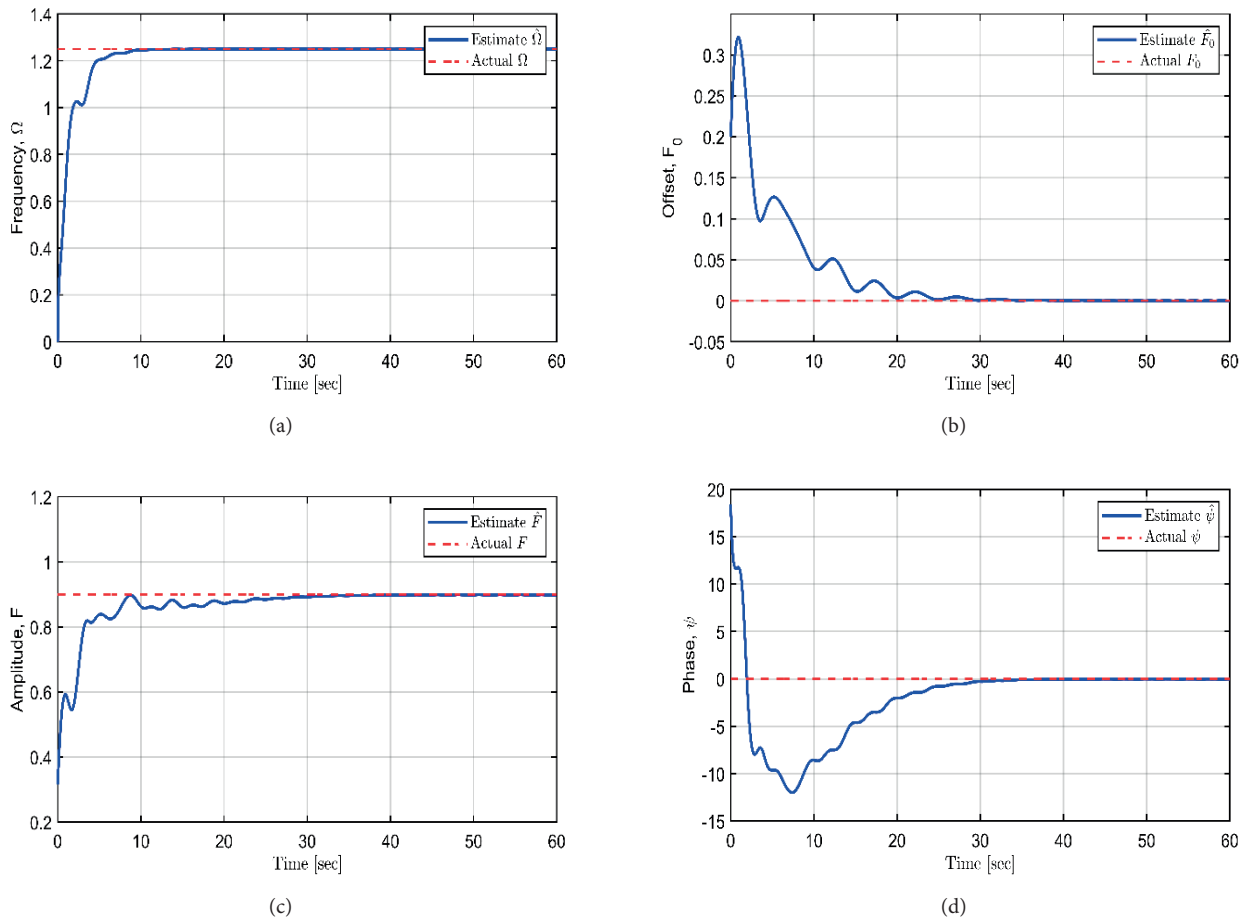 1.4
1.2
1
0.8
0.6
0.4
0.2
0
Frequency, Ω
Estimate Ω̂
Actual Ω
0 10 20 30 40 50 60
Time [sec]
(a)
0.3
0.25
0.2
0.15
0.1
0.05
0
-0.05
Offset, F₀
Estimate F̂₀
Actual F₀
0 10 20 30 40 50 60
Time [sec]
(b)
1.2
1
0.8
0.6
0.4
0.2
Amplitude, F
Estimate F̂
Actual F
0 10 20 30 40 50 60
Time [sec]
(c)
20
15
10
5
0
-5
-10
-15
Phase, ψ
Estimate ψ̂
Actual ψ
0 10 20 30 40 50 60
Time [sec]
(d)